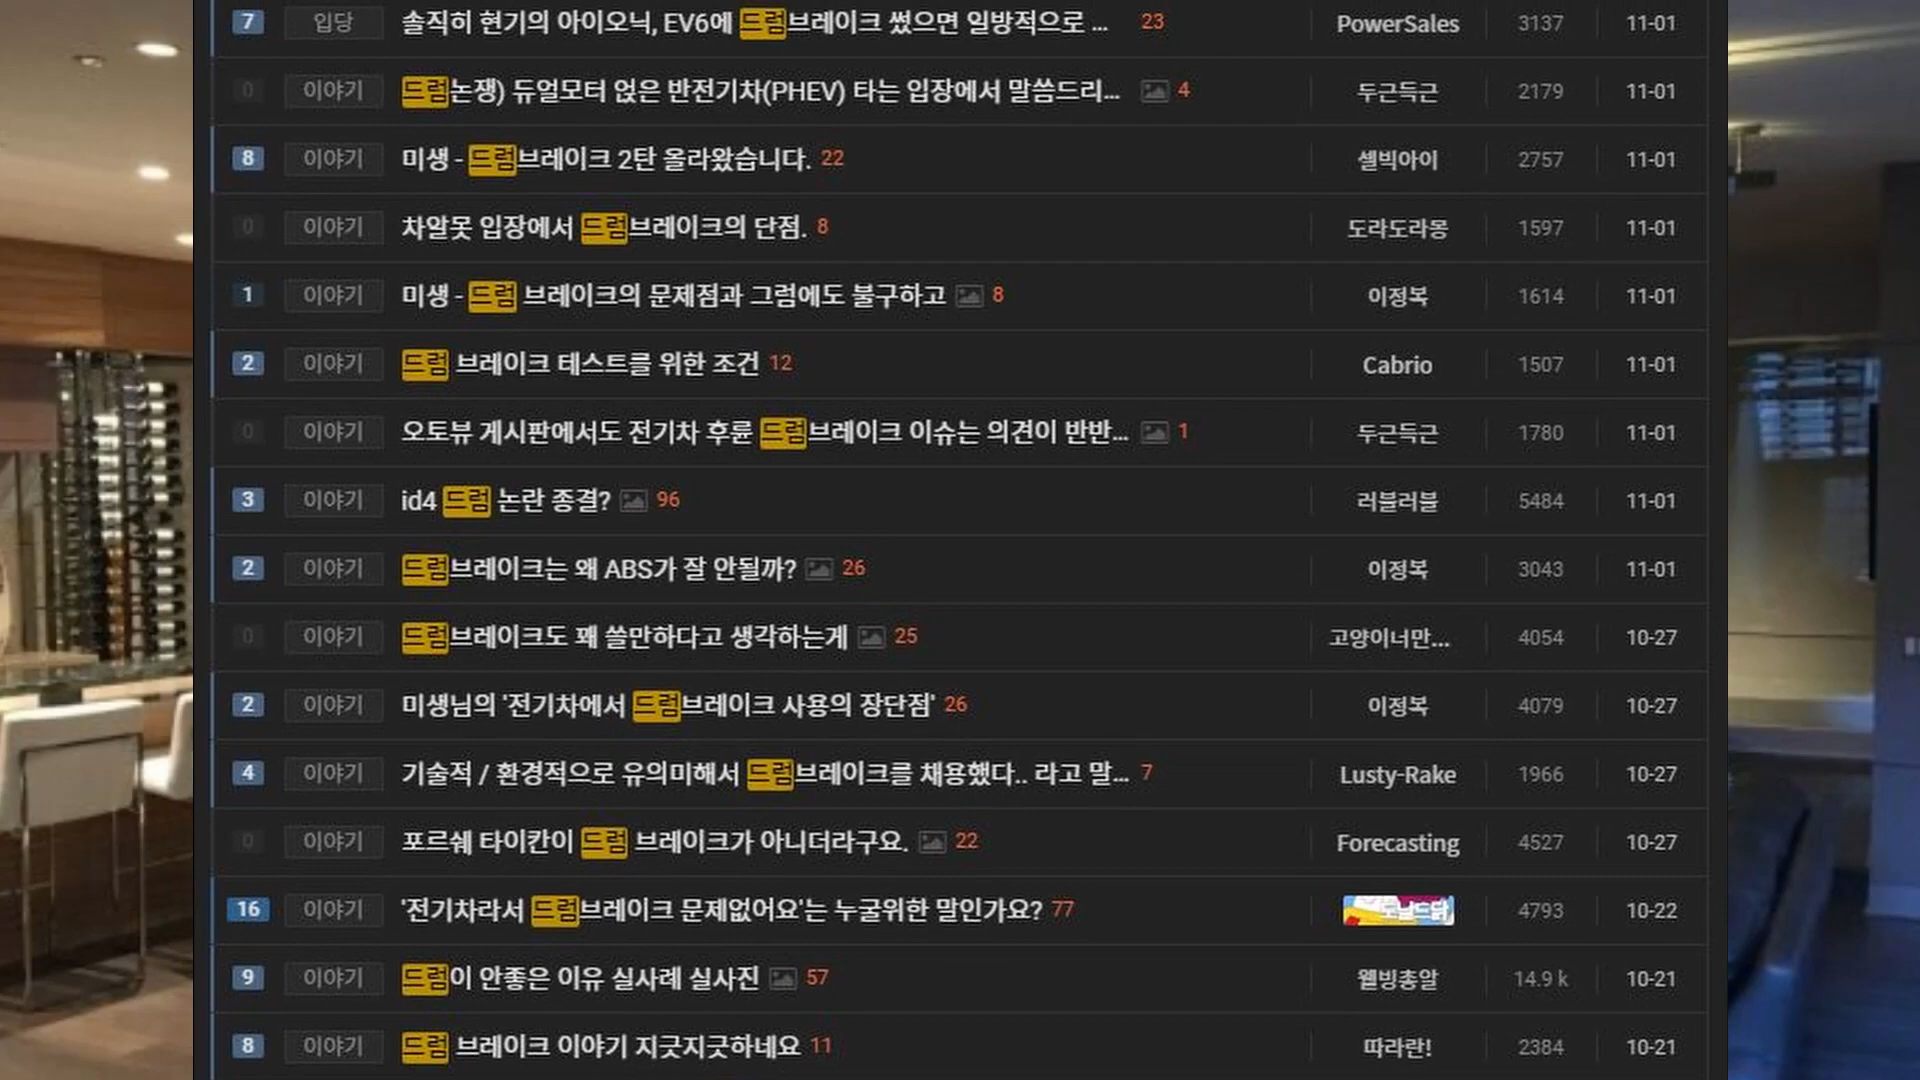 7 입당 솔직히 현기의 아이오닉, EV6에 드럼브레이크 썼으면 일방적으로 ... 23 PowerSales 3137 11-01
0 이야기 드럼논쟁) 듀얼모터 얹은 반전기차(PHEV) 타는 입장에서 말씀드리... 4 두근득근 2179 11-01
8 이야기 미생 - 드럼브레이크 2탄 올라왔습니다. 22 셀빅아이 2757 11-01
0 이야기 차알못 입장에서 드럼브레이크의 단점. 8 도라도라몽 1597 11-01
1 이야기 미생 - 드럼 브레이크의 문제점과 그럼에도 불구하고 8 이정복 1614 11-01
2 이야기 드럼 브레이크 테스트를 위한 조건 12 Cabrio 1507 11-01
0 이야기 오토뷰 게시판에서도 전기차 후륜 드럼브레이크 이슈는 의견이 반반... 1 두근득근 1780 11-01
3 이야기 id4 드럼 논란 종결? 96 러블러블 5484 11-01
2 이야기 드럼브레이크는 왜 ABS가 잘 안될까? 26 이정복 3043 11-01
0 이야기 드럼브레이크도 꽤 쓸만하다고 생각하는게 25 고양이너만... 4054 10-27
2 이야기 미생님의 '전기차에서 드럼브레이크 사용의 장단점' 26 이정복 4079 10-27
4 이야기 기술적 / 환경적으로 유의미해서 드럼브레이크를 채용했다.. 라고 말... 7 Lusty-Rake 1966 10-27
0 이야기 포르쉐 타이칸이 드럼 브레이크가 아니더라구요. 22 Forecasting 4527 10-27
16 이야기 '전기차라서 드럼브레이크 문제없어요'는 누굴위한 말인가요? 77 도날드닭 4793 10-22
9 이야기 드럼이 안좋은 이유 실사례 실사진 57 웰빙총알 14.9 k 10-21
8 이야기 드럼 브레이크 이야기 지긋지긋하네요 11 따라란! 2384 10-21